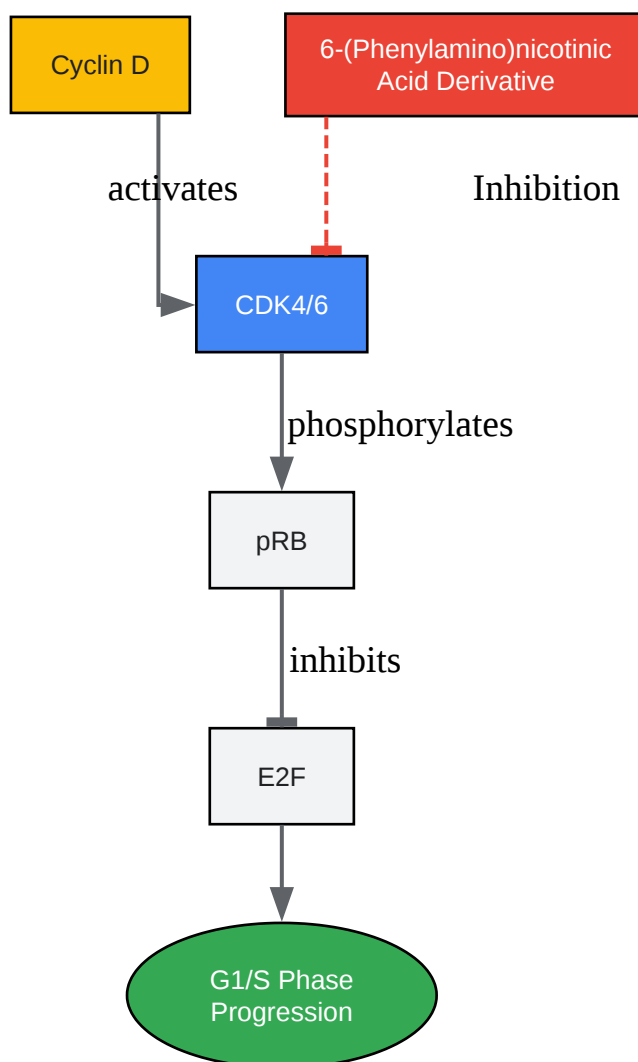 Cyclin D
6-(Phenylamino)nicotinic
Acid Derivative
activates
Inhibition
CDK4/6
phosphorylates
pRB
inhibits
E2F
G1/S Phase
Progression